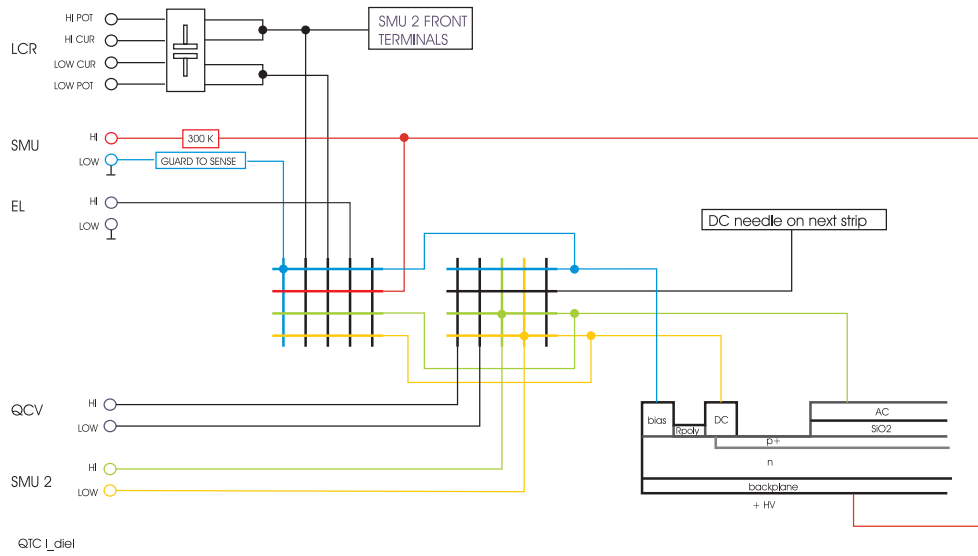 HI POT
HI CUR
LCR
LOW CUR
LOW POT
SMU 2 FRONT
TERMINALS
SMU
HI
300 K
LOW
GUARD TO SENSE
EL
HI
LOW
DC needle on next strip
QCV
HI
LOW
SMU 2
HI
LOW
bias
Rpoly
DC
AC
SIO2
p+
n
backplane
+ HV
QTC I_diel